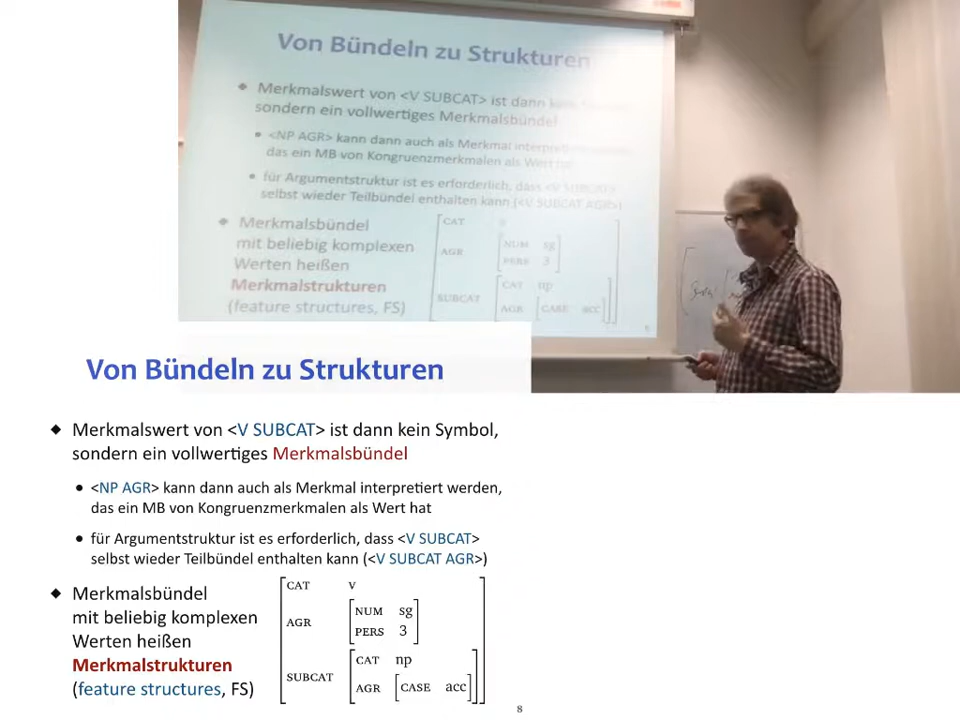 Von Bündeln zu Strukturen
Merkmalswert von <V SUBCAT> ist dann
sondern ein vollwertiges Merkmalsbündel
<NP AGR> kann dann auch als Merkmal
das ein MB von Kongruenzmerkmalen als Wert hat
für Argumentstruktur ist es erforderlich, dass <V SUBCAT>
selbst wieder Teilbündel enthalten kann (<V SUBCAT AGR>)
Merkmalsbündel
mit beliebig komplexen
Werten heißen
Merkmalstrukturen
(feature structures, FS)
CAT
AGR
NUM sg
PERS 3
SUBCAT
CAT np
AGR CASE acc
Von Bündeln zu Strukturen
◆ Merkmalswert von <V SUBCAT> ist dann kein Symbol,
sondern ein vollwertiges Merkmalsbündel
• <NP AGR> kann dann auch als Merkmal interpretiert werden,
das ein MB von Kongruenzmerkmalen als Wert hat
• für Argumentstruktur ist es erforderlich, dass <V SUBCAT>
selbst wieder Teilbündel enthalten kann (<V SUBCAT AGR>)
◆ Merkmalsbündel
mit beliebig komplexen
Werten heißen
Merkmalstrukturen
(feature structures, FS)
CAT v
AGR
NUM sg
PERS 3
SUBCAT
CAT np
AGR [CASE acc]
8